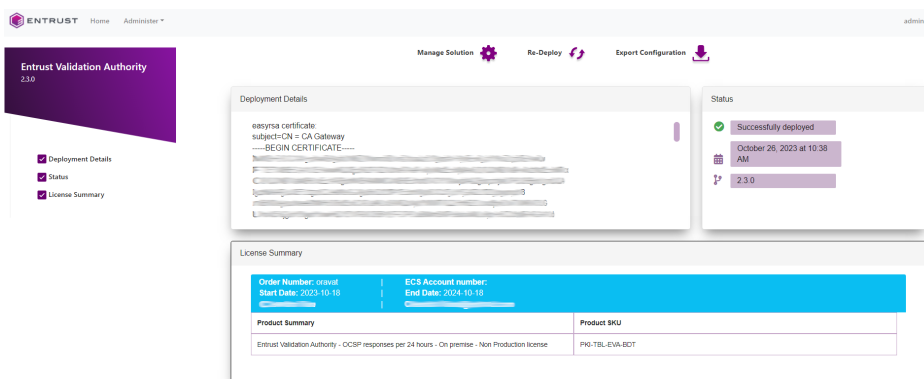 ENTRUST Home Administer admin
Manage Solution Re-Deploy Export Configuration
Entrust Validation Authority
2.3.0
Deployment Details
Status
License Summary
Deployment Details
easyrsa certificate:
subject=CN = CA Gateway
-----BEGIN CERTIFICATE-----
Status
Successfully deployed
October 26, 2023 at 10:38
AM
2.3.0
License Summary
Order Number: oraval | ECS Account number:
Start Date: 2023-10-18 | End Date: 2024-10-18
|
Product Summary Product SKU
Entrust Validation Authority - OCSP responses per 24 hours - On premise - Non Production license PKI-TBL-EVA-BDT